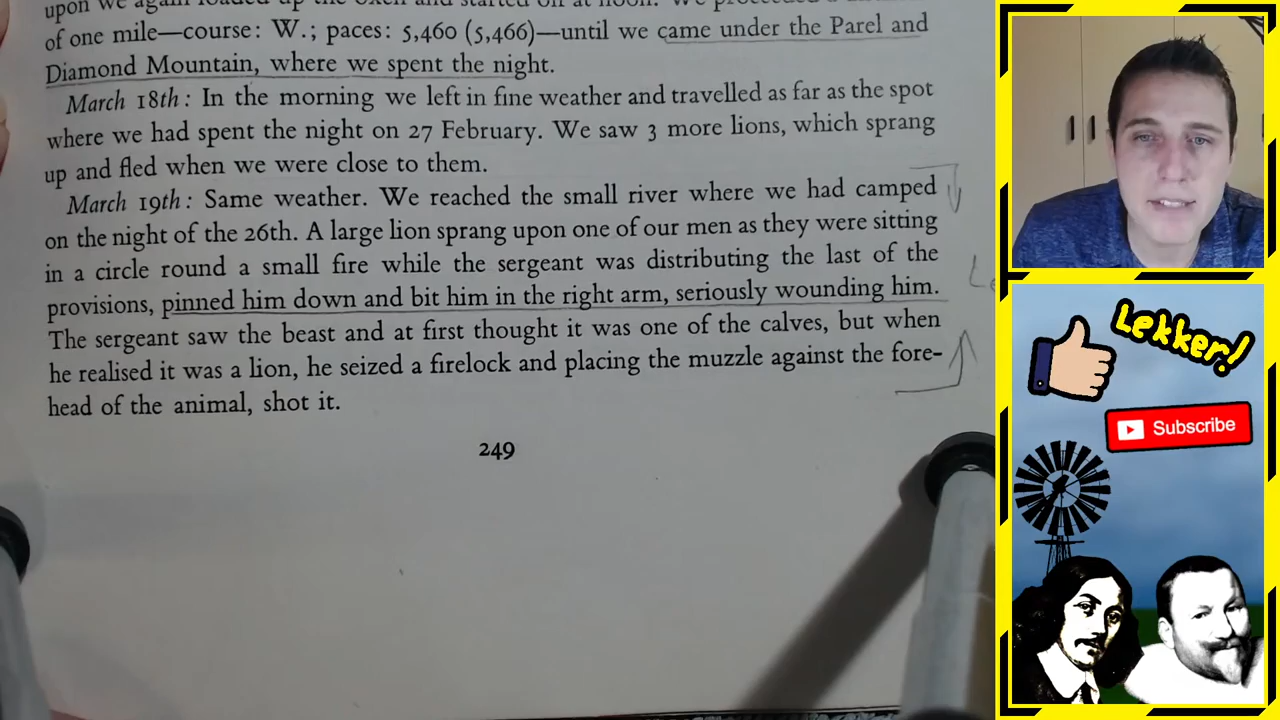 upon we again loaded up the oxen and started off at noon. We proceeded a
of one mile—course: W.; paces: 5,460 (5,466)—until we came under the Parel and
Diamond Mountain, where we spent the night.
March 18th: In the morning we left in fine weather and travelled as far as the spot
where we had spent the night on 27 February. We saw 3 more lions, which sprang
up and fled when we were close to them.
March 19th: Same weather. We reached the small river where we had camped
on the night of the 26th. A large lion sprang upon one of our men as they were sitting
in a circle round a small fire while the sergeant was distributing the last of the
provisions, pinned him down and bit him in the right arm, seriously wounding him.
The sergeant saw the beast and at first thought it was one of the calves, but when
he realised it was a lion, he seized a firelock and placing the muzzle against the fore-
head of the animal, shot it.
249
Lekker!
Subscribe